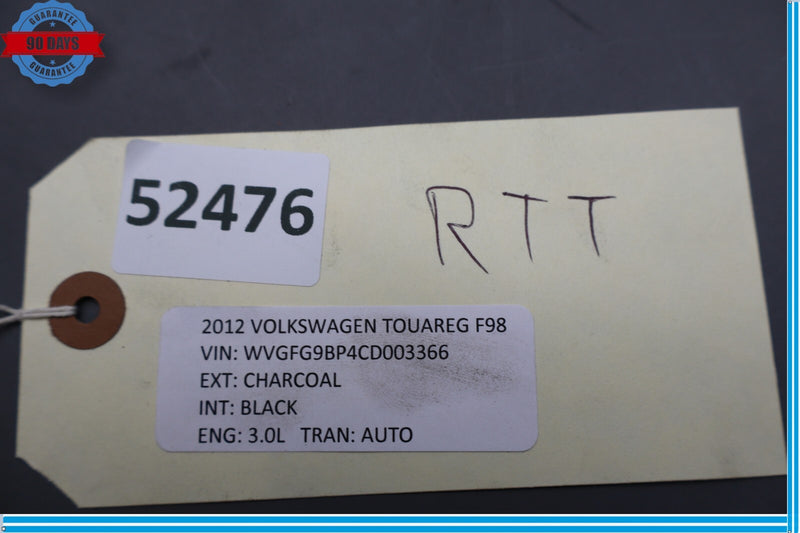 GUARANTEE
90 DAYS
GUARANTEE
52476
RTT
2012 VOLKSWAGEN TOUAREG F98
VIN: WVGFG9BP4CD003366
EXT: CHARCOAL
INT: BLACK
ENG: 3.0L TRAN: AUTO